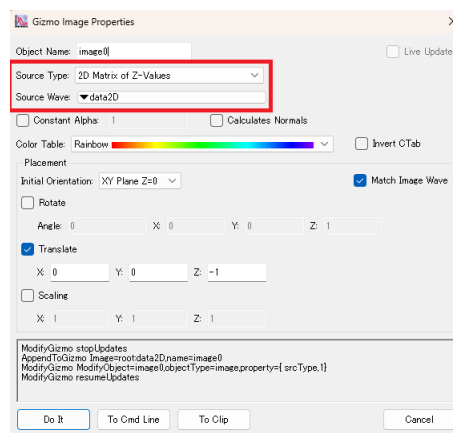 Gizmo Image Properties
Object Name: image0
Live Update
Source Type: 2D Matrix of Z-Values
Source Wave: ▼data2D
Constant Alpha: 1 Calculates Normals
Color Table: Rainbow Invert CTab
Placement
Initial Orientation: XY Plane Z=0 Match Image Wave
Rotate
Angle: 0 X: 0 Y: 0 Z: 1
Translate
X: 0 Y: 0 Z: -1
Scaling
X: 1 Y: 1 Z: 1
ModifyGizmo stopUpdates
AppendToGizmo Image=root:data2D,name=image0
ModifyGizmo ModifyObject=image0,objectType=image,property={ srcType,1}
ModifyGizmo resumeUpdates
Do It To Cmd Line To Clip Cancel